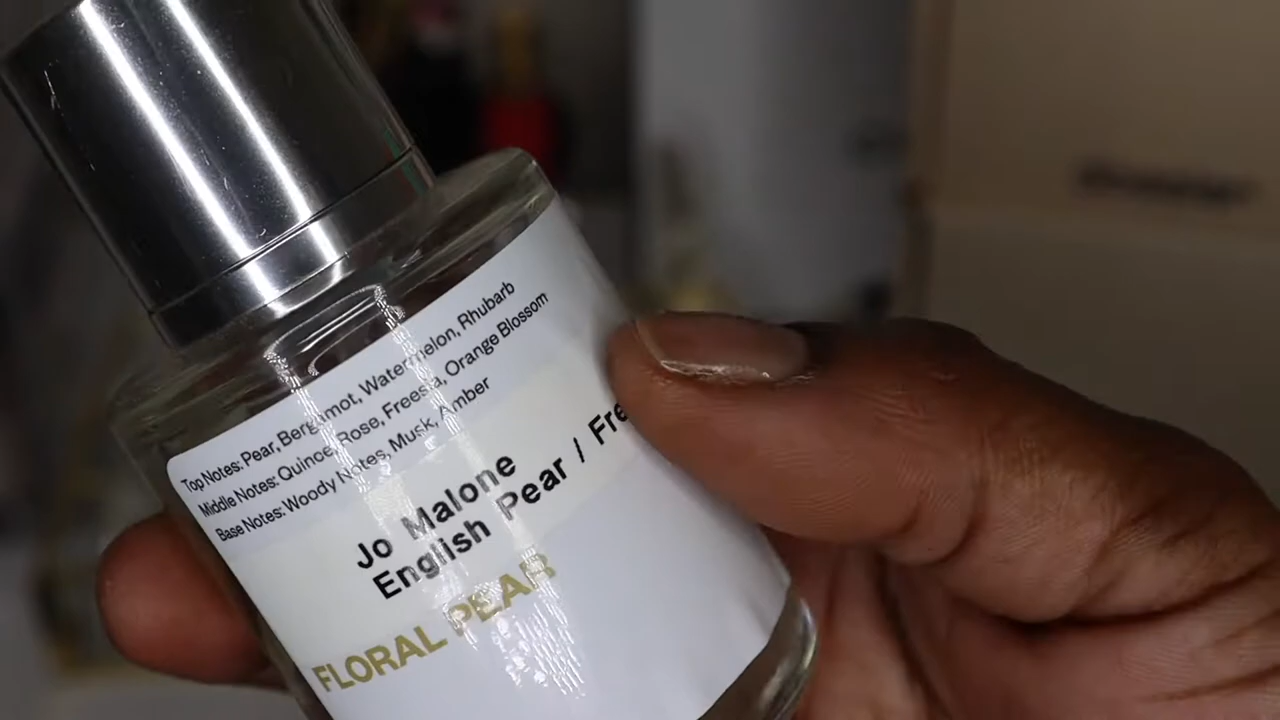 Top Notes: Pear, Bergamot, Watermelon, Rhubarb
Middle Notes: Quince, Rose, Freesia, Orange Blossom
Base Notes: Woody Notes, Musk, Amber
Jo Malone
English Pear / Fre
FLORAL PEAR